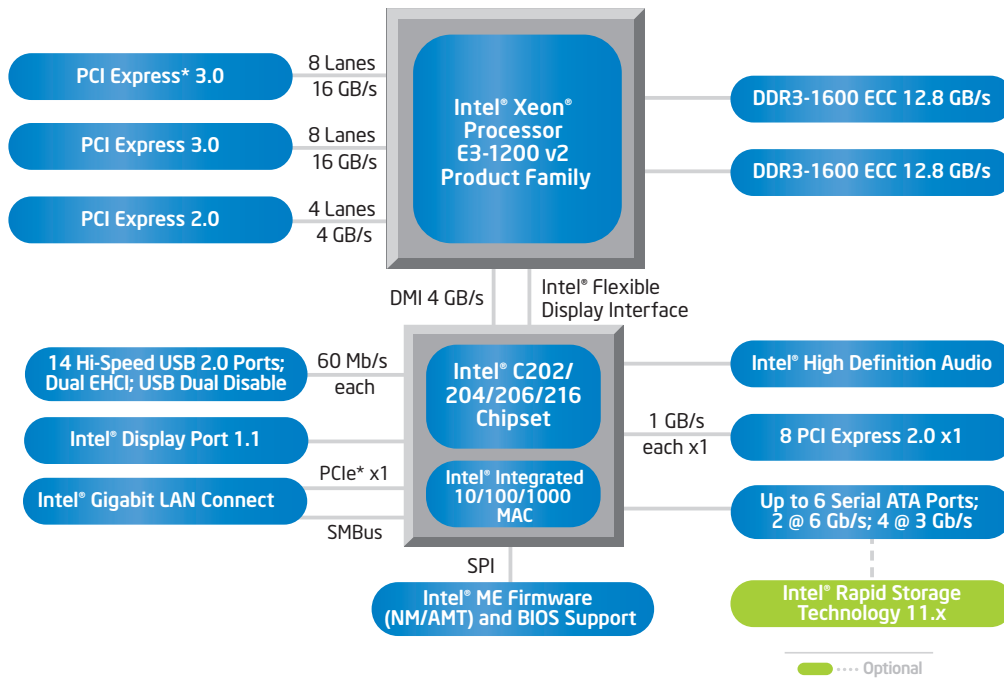 PCI Express* 3.0
8 Lanes
16 GB/s
PCI Express 3.0
8 Lanes
16 GB/s
PCI Express 2.0
4 Lanes
4 GB/s
Intel® Xeon®
Processor
E3-1200 v2
Product Family
DDR3-1600 ECC 12.8 GB/s
DDR3-1600 ECC 12.8 GB/s
DMI 4 GB/s
Intel® Flexible
Display Interface
14 Hi-Speed USB 2.0 Ports;
Dual EHCI; USB Dual Disable
60 Mb/s
each
Intel® Display Port 1.1
Intel® Gigabit LAN Connect
PCIe* x1
SMBus
Intel® C202/
204/206/216
Chipset
Intel® Integrated
10/100/1000
MAC
Intel® High Definition Audio
1 GB/s
each x1
8 PCI Express 2.0 x1
Up to 6 Serial ATA Ports;
2 @ 6 Gb/s; 4 @ 3 Gb/s
SPI
Intel® ME Firmware
(NM/AMT) and BIOS Support
Intel® Rapid Storage
Technology 11.x
Optional